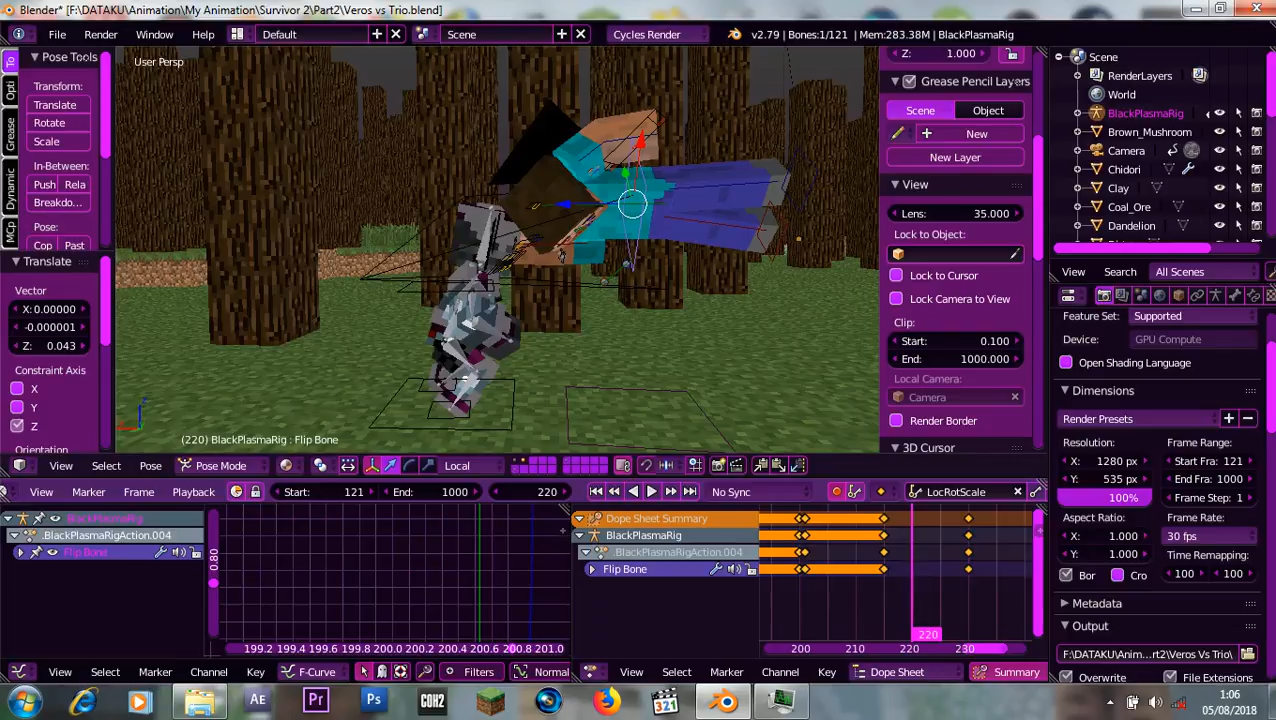 Blender* [F:\DATAKU\Animation\My Animation\Survivor 2\Part2\Veros vs Trio.blend]
File Render Window Help Default Scene Cycles Render v2.79 | Bones:1/121 | Mem:283.38M | BlackPlasmaRig
Pose Tools
Transform:
Translate
Rotate
Scale
In-Between:
Push Rela
Breakdo...
Cop Past
To
Opti
Grease
Dynamic
MCp
Translate
Vector
X: 0.00000
-0.000001
Z: 0.043
Constraint Axis
X
Y
Z
Orientation
User Persp
(220) BlackPlasmaRig : Flip Bone
View Select Pose Pose Mode Local
Z: 1.000
Grease Pencil Layers
Scene Object
New
New Layer
View
Lens: 35.000
Lock to Object:
Lock to Cursor
Lock Camera to View
Clip:
Start: 0.100
End: 1000.000
Local Camera:
Camera
Render Border
3D Cursor
Scene
RenderLayers
World
BlackPlasmaRig
Brown_Mushroom
Camera
Chidori
Clay
Coal_Ore
Dandelion
View Search All Scenes
Feature Set: Supported
Device: GPU Compute
Open Shading Language
Dimensions
Render Presets
Resolution: Frame Range:
X: 1280 px Start Fra: 121
Y: 535 px End Fra: 1000
100% Frame Step: 1
Aspect Ratio: Frame Rate:
X: 1.000 30 fps
Y: 1.000 Time Remapping:
Bor Cro 100 100
Metadata
Output
F:\DATAKU\Anim...rt2\Veros Vs Trio\
Overwrite File Extensions
View Marker Frame Playback Start: 121 End: 1000 220 No Sync LocRotScale
BlackPlasmaRig
.BlackPlasmaRigAction.004
Flip Bone
0.80
199.2 199.4 199.6 199.8 200.0 200.2 200.4 200.6 200.8 201.0
View Select Marker Channel Key F-Curve Filters Normal
Dope Sheet Summary
BlackPlasmaRig
.BlackPlasmaRigAction.004
Flip Bone
220
200 210 220 230
View Select Marker Channel Key Dope Sheet Summary
Ae Pr Ps COH2 321
1:06
05/08/2018